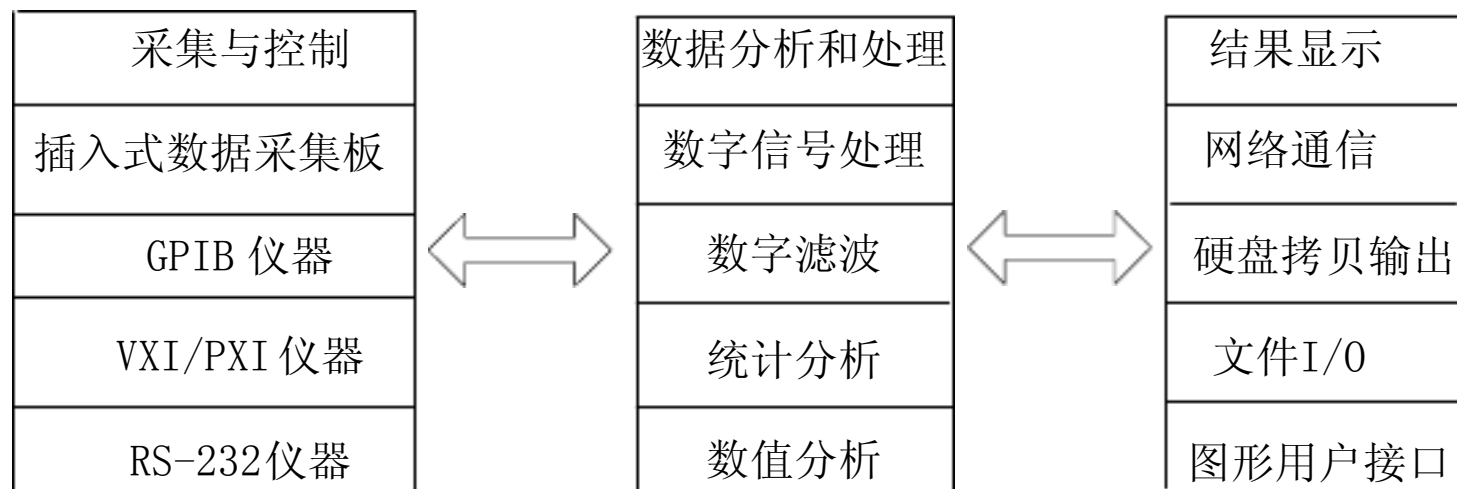 采集与控制
插入式数据采集板
GPIB 仪器
VXI/PXI 仪器
RS-232仪器
数据分析和处理
数字信号处理
数字滤波
统计分析
数值分析
结果显示
网络通信
硬盘拷贝输出
文件I/O
图形用户接口